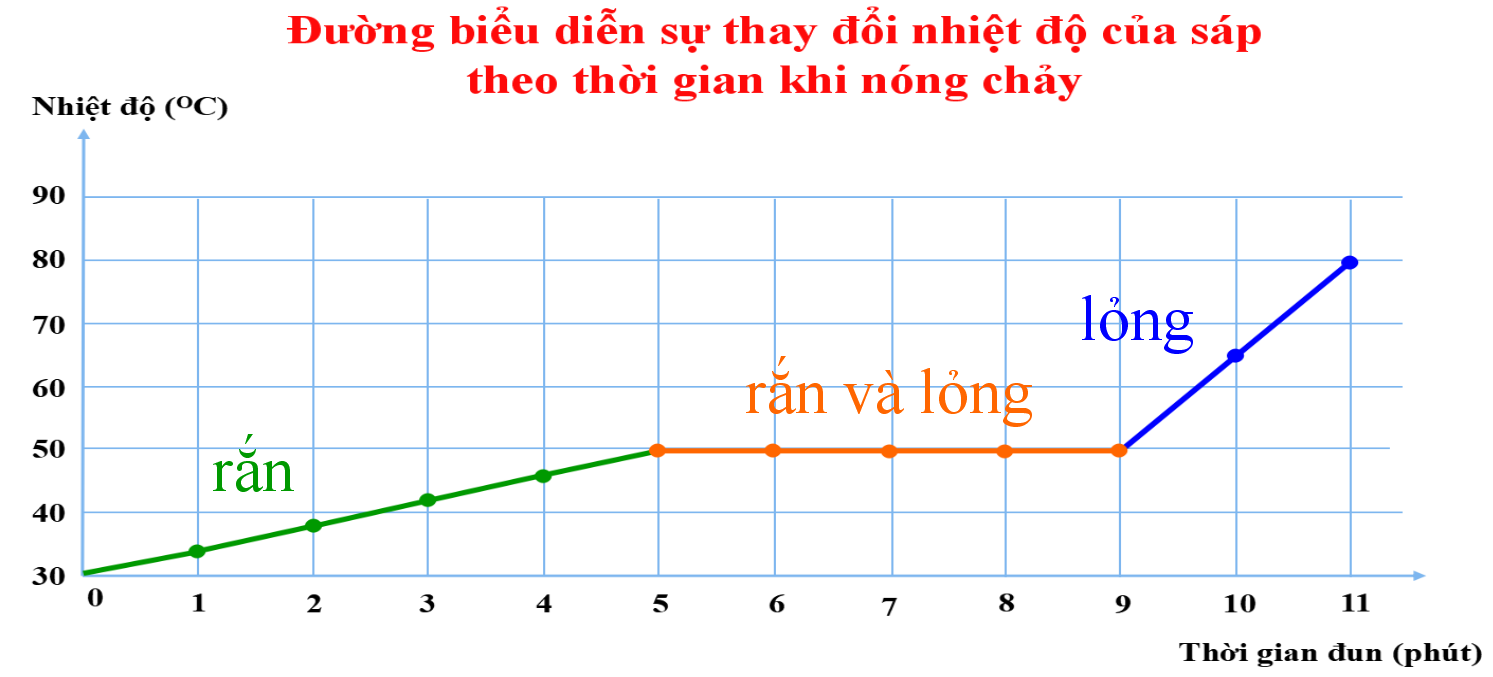 Đường biểu diễn sự thay đổi nhiệt độ của sáp
theo thời gian khi nóng chảy
Nhiệt độ (OC)
90
80
70
60
50
40
30
lỏng
rắn và lỏng
rắn
0 1 2 3 4 5 6 7 8 9 10 11
Thời gian đun (phút)